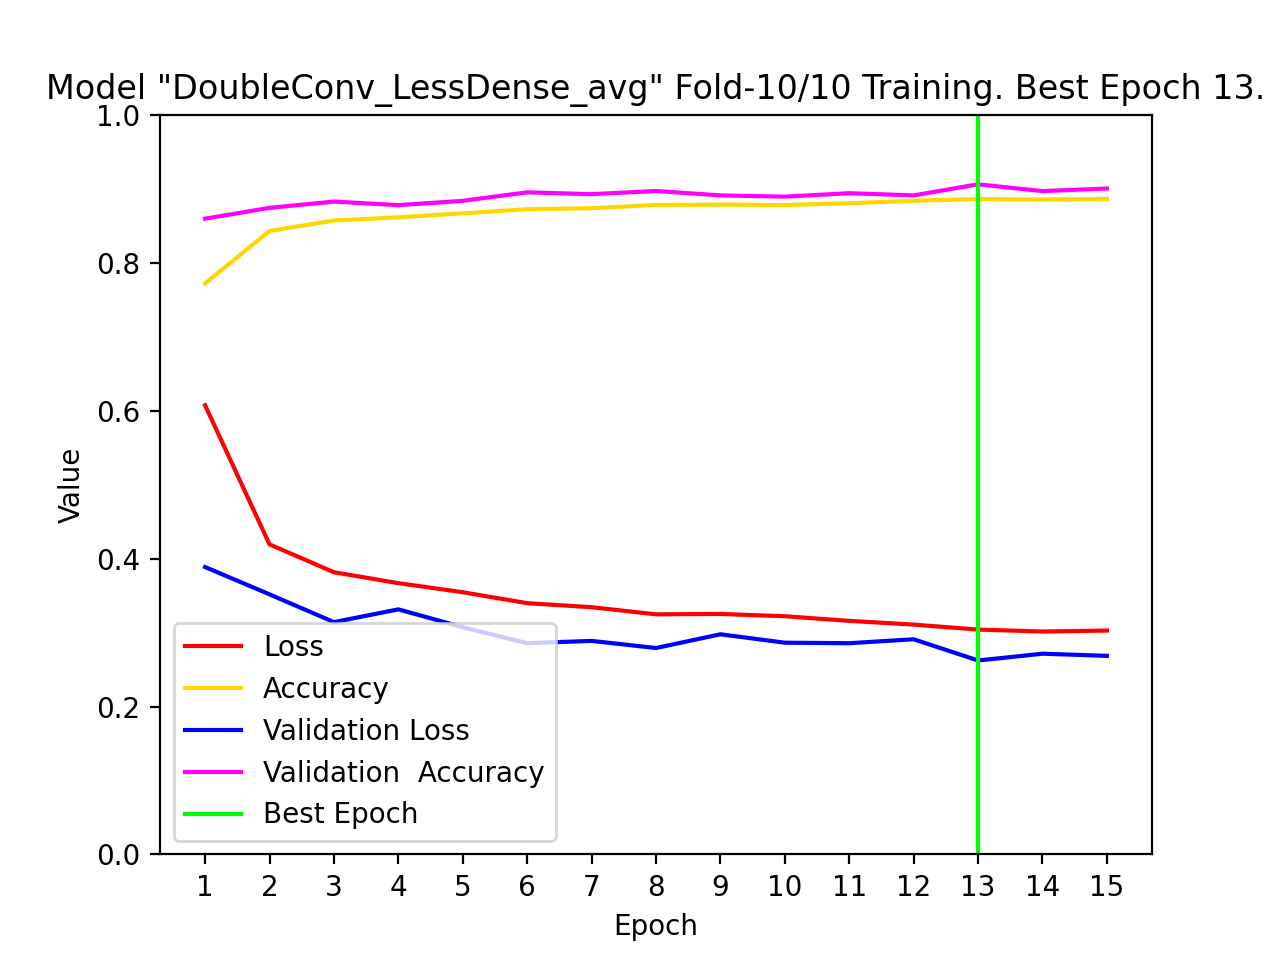 Model "DoubleConv_LessDense_avg" Fold-10/10 Training. Best Epoch 13.
1.0
0.8
0.6
0.4
0.2
0.0
Value
Loss
Accuracy
Validation Loss
Validation  Accuracy
Best Epoch
1 2 3 4 5 6 7 8 9 10 11 12 13 14 15
Epoch